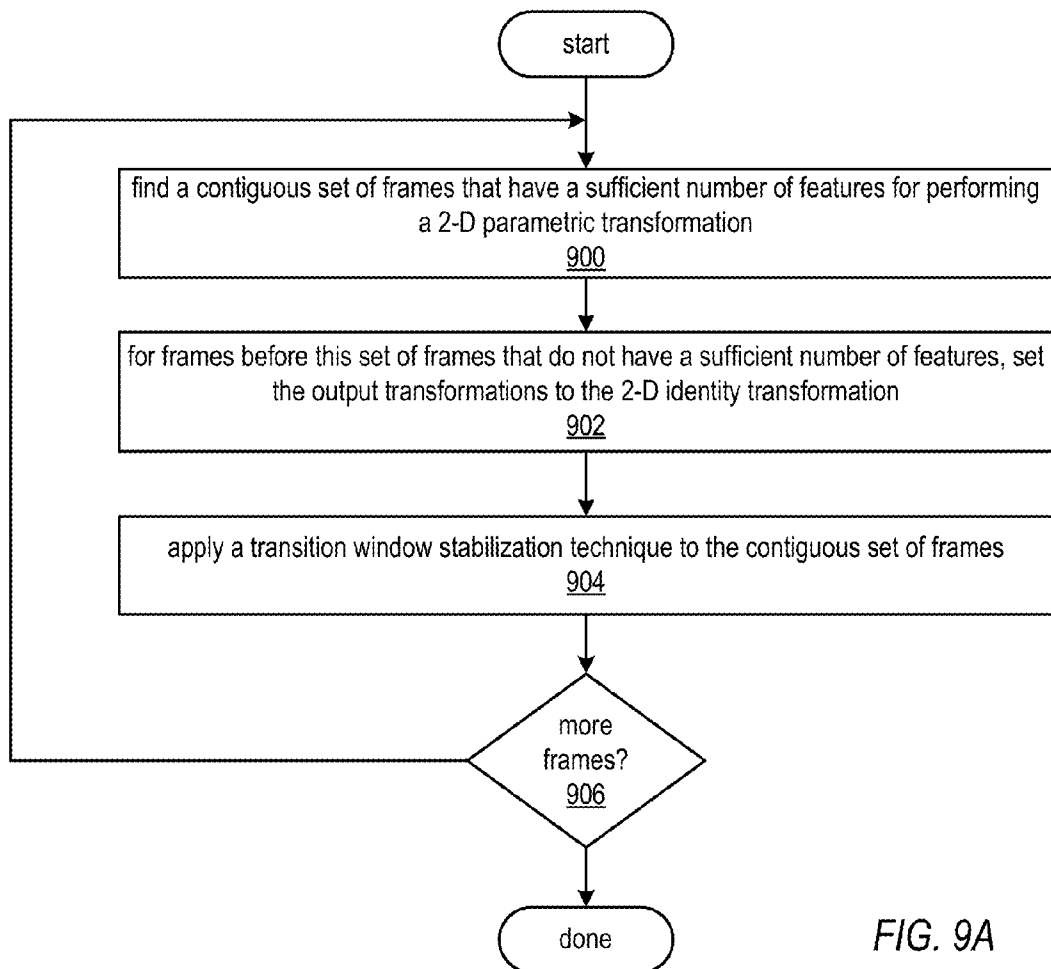 start
find a contiguous set of frames that have a sufficient number of features for performing
a 2-D parametric transformation
900
for frames before this set of frames that do not have a sufficient number of features, set
the output transformations to the 2-D identity transformation
902
apply a transition window stabilization technique to the contiguous set of frames
904
more
frames?
906
done
FIG. 9A